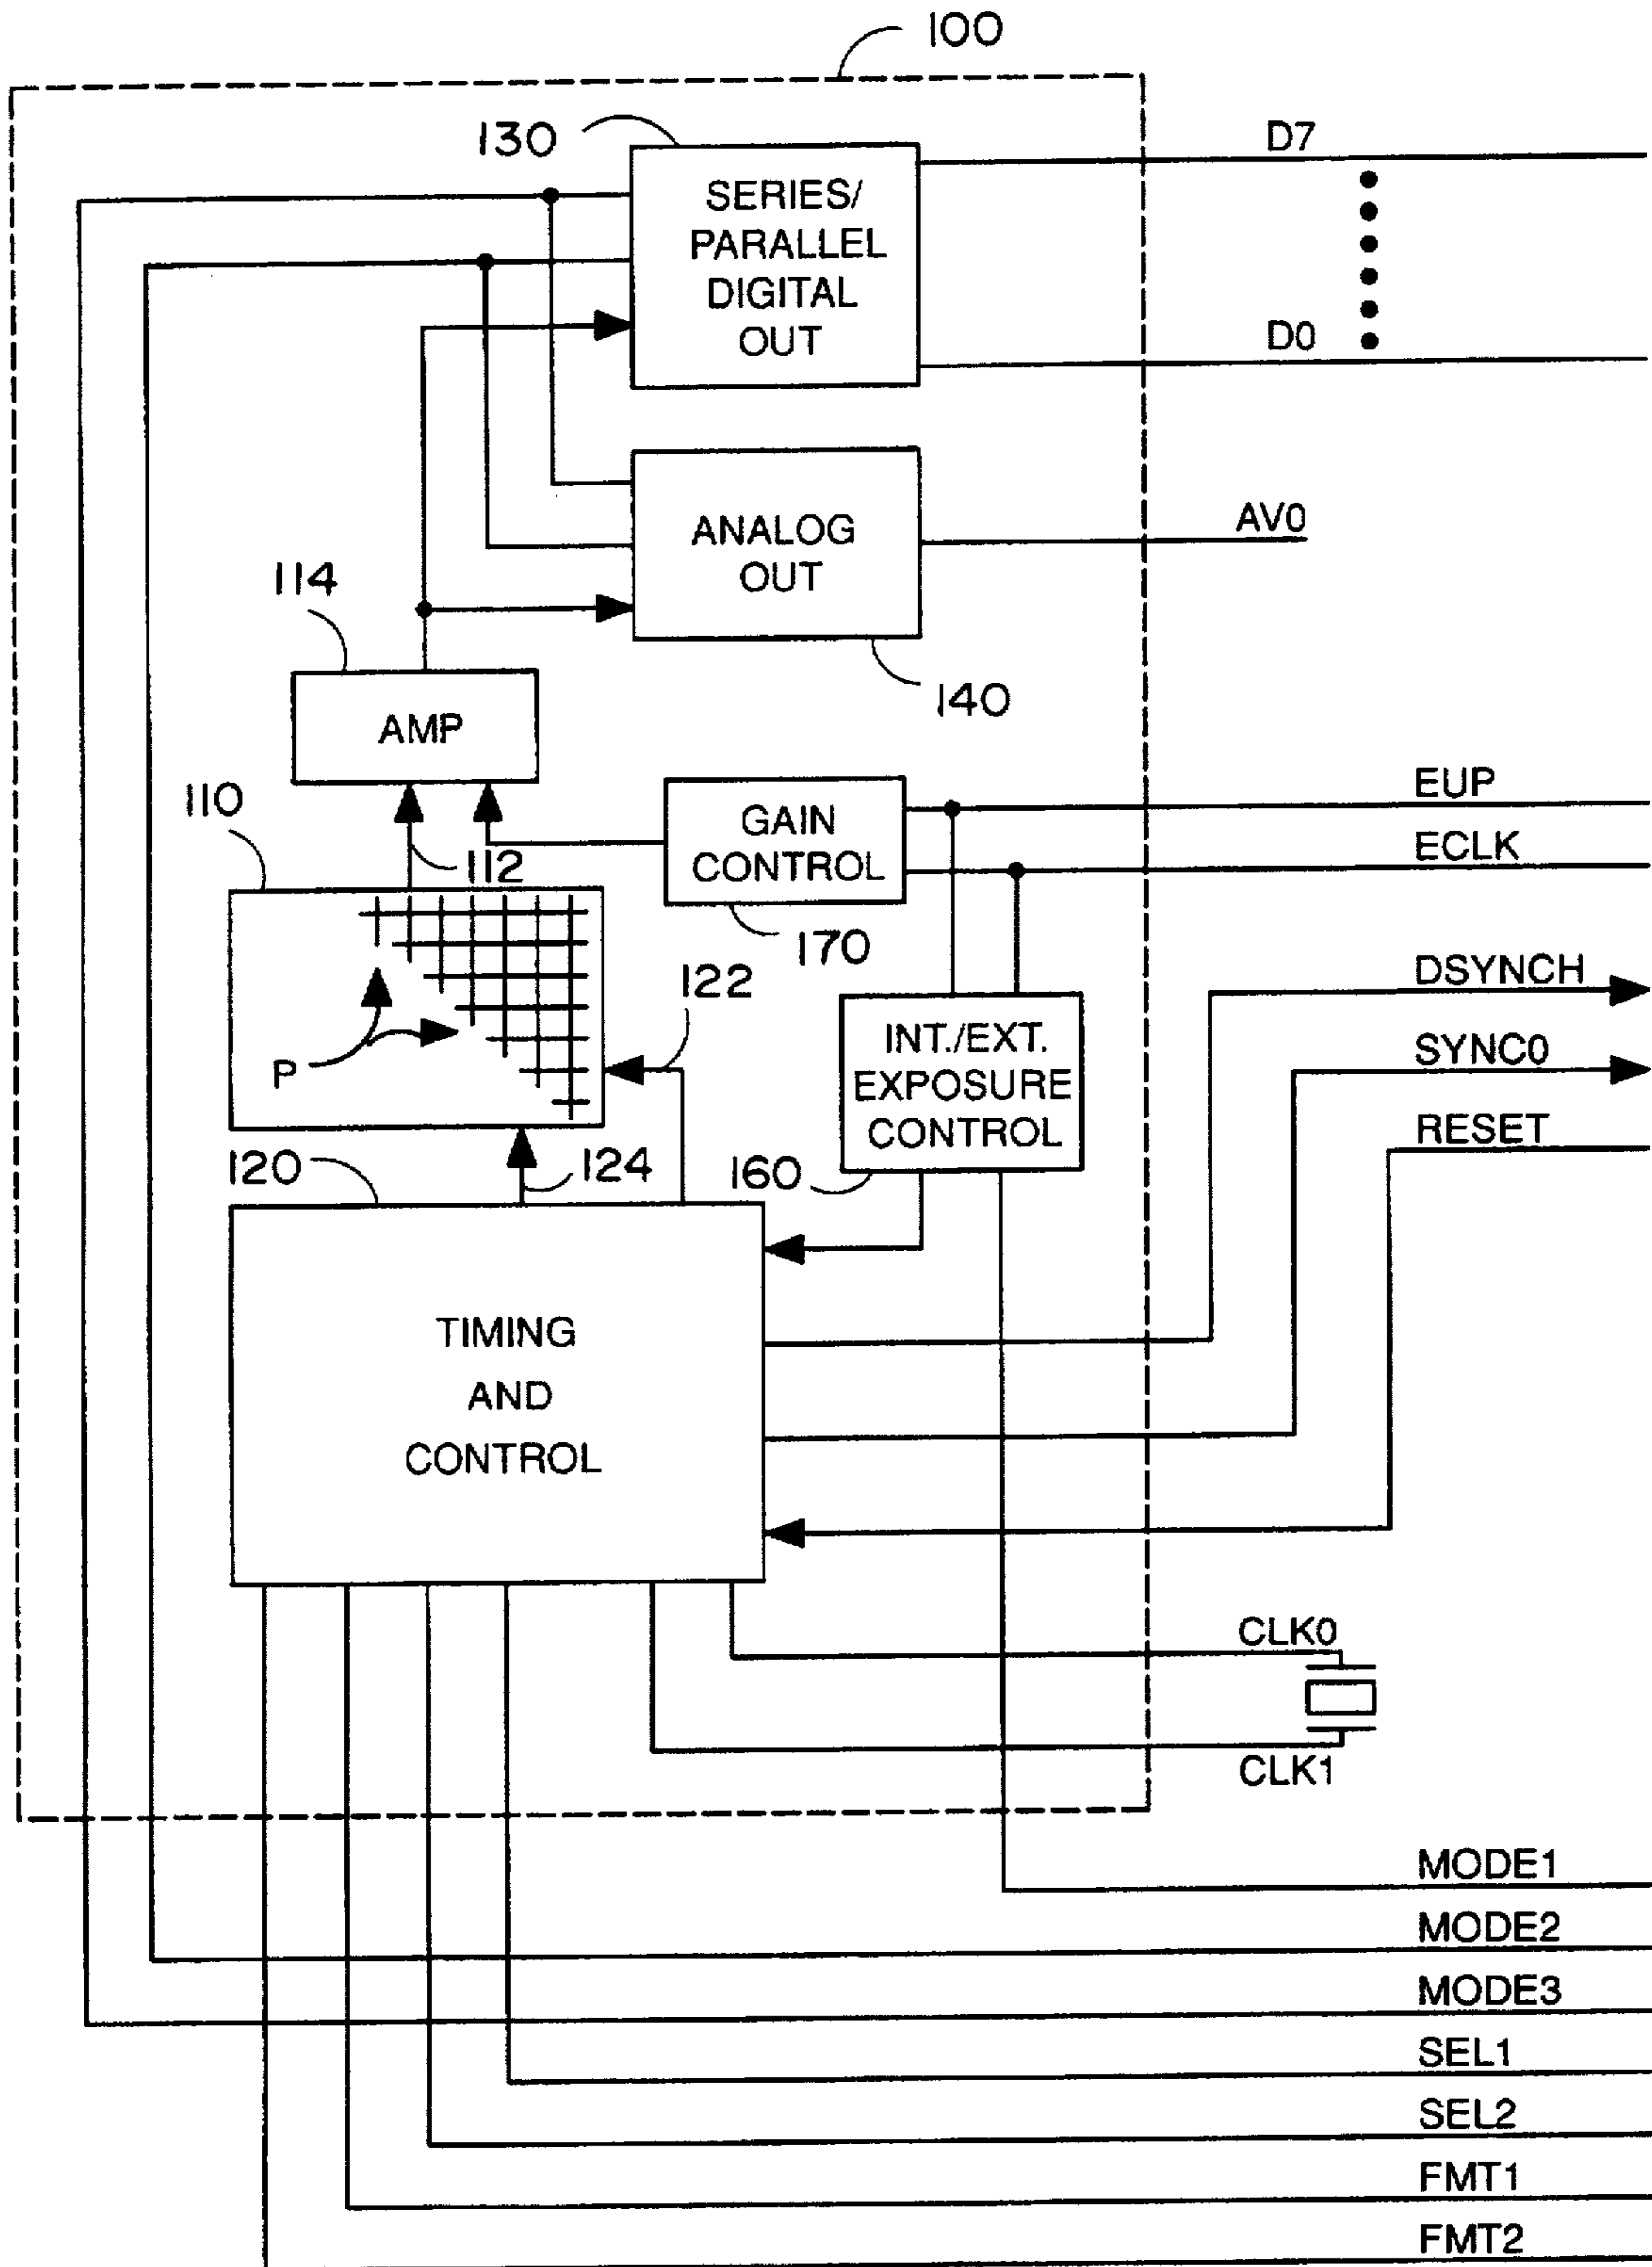 100
130
D7
SERIES/
PARALLEL
DIGITAL
OUT
D0
ANALOG
OUT
AV0
114
140
AMP
110
112
GAIN
CONTROL
EUP
ECLK
170
122
DSYNCH
P
INT./EXT.
EXPOSURE
CONTROL
SYNC0
RESET
120
124
160
TIMING
AND
CONTROL
CLK0
CLK1
MODE1
MODE2
MODE3
SEL1
SEL2
FMT1
FMT2